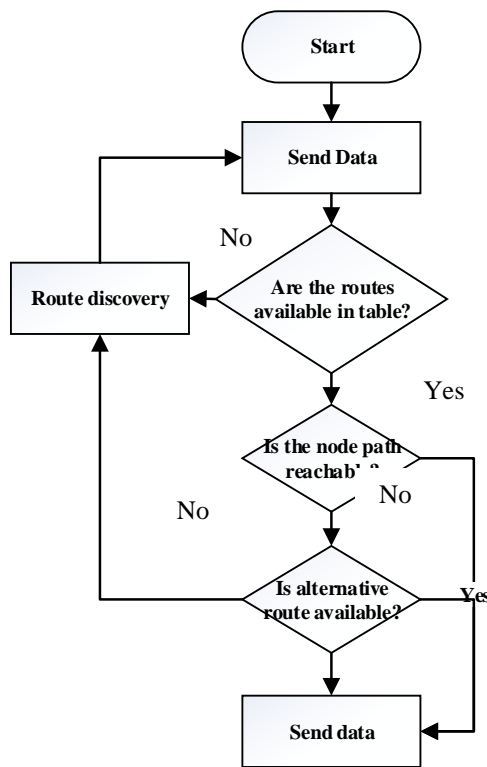 Start
Send Data
No
Route discovery
Are the routes
available in table?
Yes
Is the node path
reachable?
No
No
Is alternative
route available?
Yes
Send data